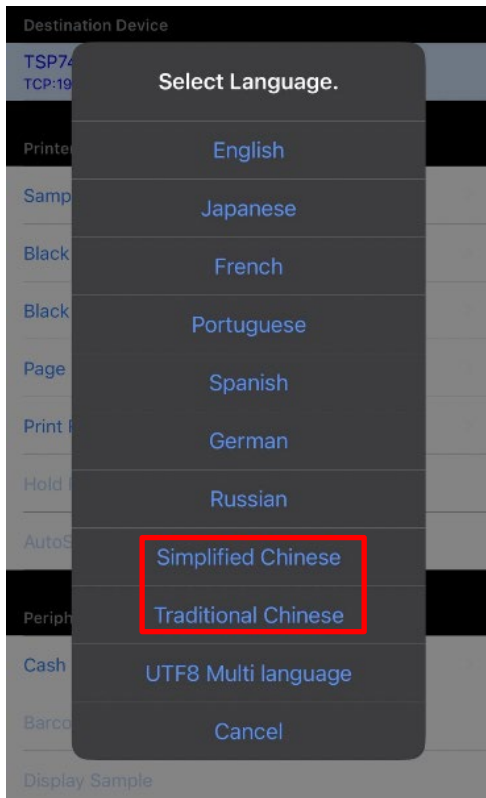 Destination Device
TSP74
TCP:19
Select Language.
Printe
English
Samp
Japanese
Black
French
Black
Portuguese
Page
Spanish
Print
German
Hold
Russian
AutoS
Simplified Chinese
Periph
Traditional Chinese
Cash
UTF8 Multi language
Barco
Cancel
Display Sample